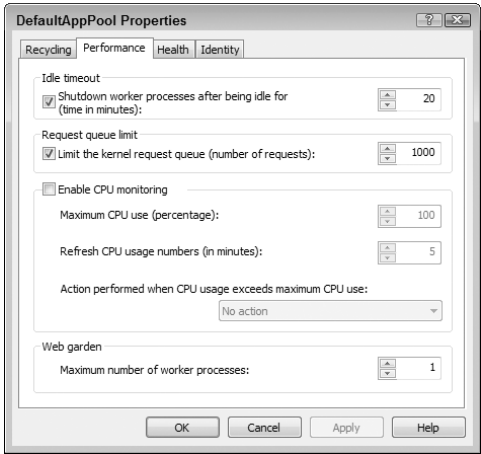 DefaultAppPool Properties
Recycling Performance Health Identity
Idle timeout
Shutdown worker processes after being idle for
(time in minutes):
20
Request queue limit
Limit the kernel request queue (number of requests):
1000
Enable CPU monitoring
Maximum CPU use (percentage):
100
Refresh CPU usage numbers (in minutes):
5
Action performed when CPU usage exceeds maximum CPU use:
No action
Web garden
Maximum number of worker processes:
1
OK Cancel Apply Help